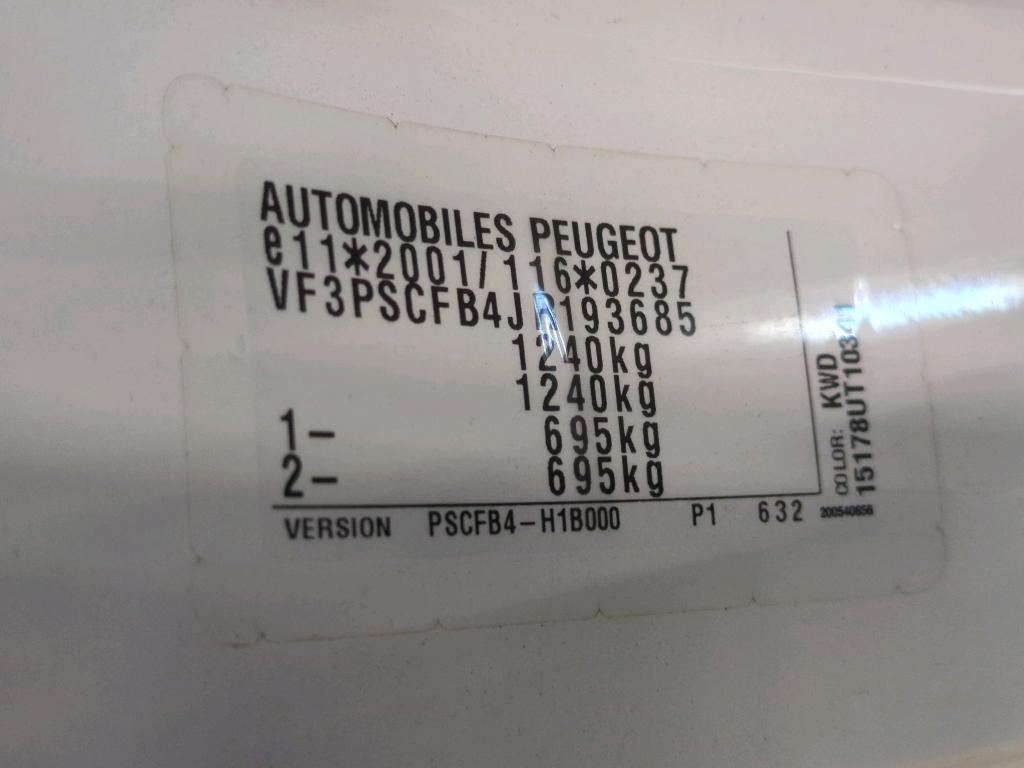 AUTOMOBILES PEUGEOT
e11*2001/116*0237
1240kg
1240kg
1- 695kg
2- 695kg
VERSION PSCFB4-H1B000 P1 632
COLOR: KWD
200540656